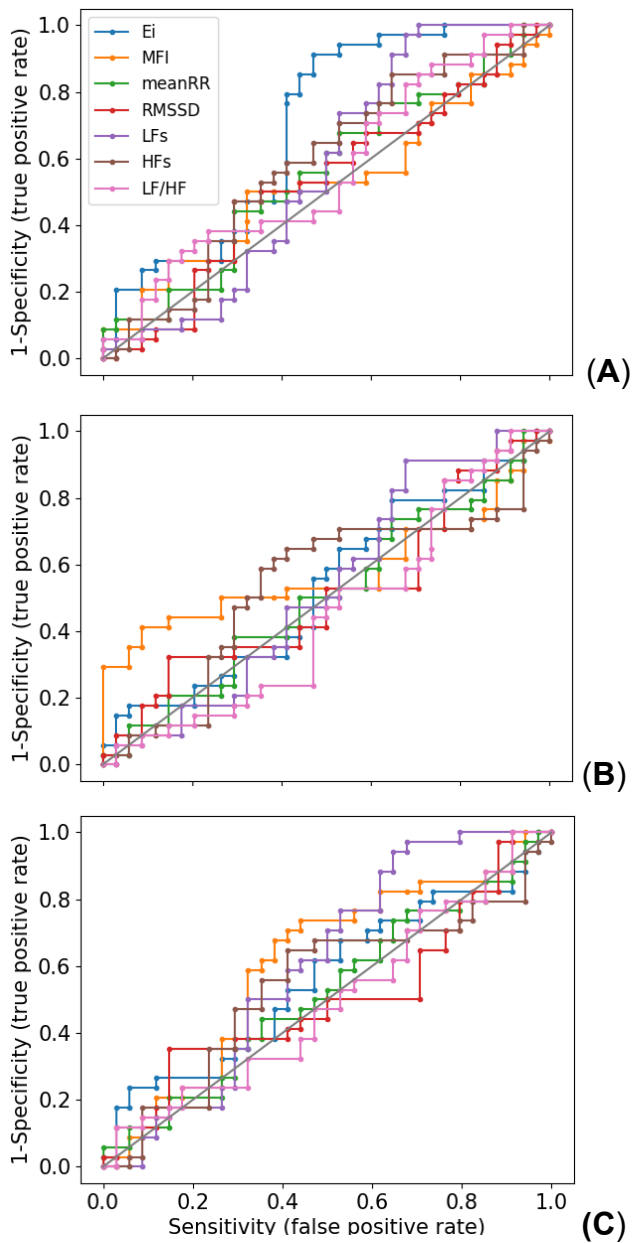 1.0
0.8
0.6
0.4
0.2
0.0
1-Specificity (true positive rate)
Ei
MFI
meanRR
RMSSD
LFs
HFs
LF/HF
(A)
1.0
0.8
0.6
0.4
0.2
0.0
1-Specificity (true positive rate)
(B)
1.0
0.8
0.6
0.4
0.2
0.0
1-Specificity (true positive rate)
0.0 0.2 0.4 0.6 0.8 1.0
Sensitivity (false positive rate)
(C)